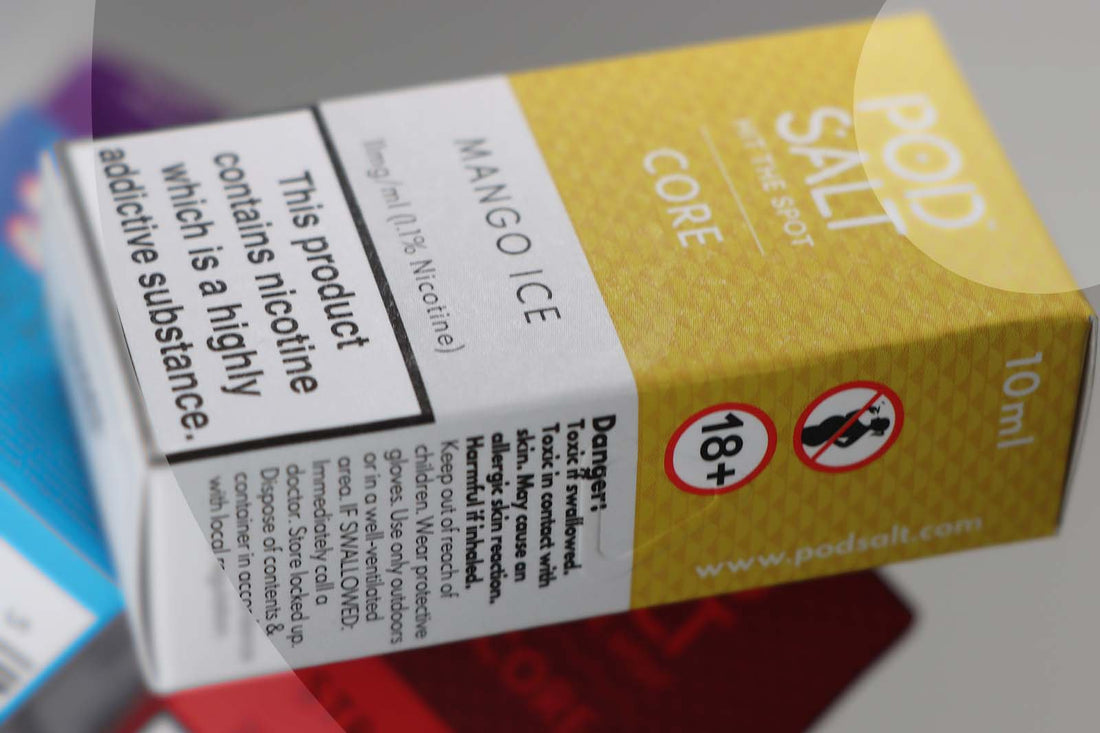 POD
SALT
HIT THE SPOT
CORE
MANGO ICE
11mg/ml (1.1% Nicotine)
This product
contains nicotine
which is a highly
addictive substance.
10ml
18+
www.podsalt.com
Danger:
Toxic if swallowed.
Toxic in contact with
skin. May cause an
allergic skin reaction.
Harmful if inhaled.
Keep out of reach of
children. Wear protective
gloves. Use only outdoors
or in a well-ventilated
area. IF SWALLOWED:
Immediately call a
doctor. Store locked up.
Dispose of contents &
container in
with local
CORE